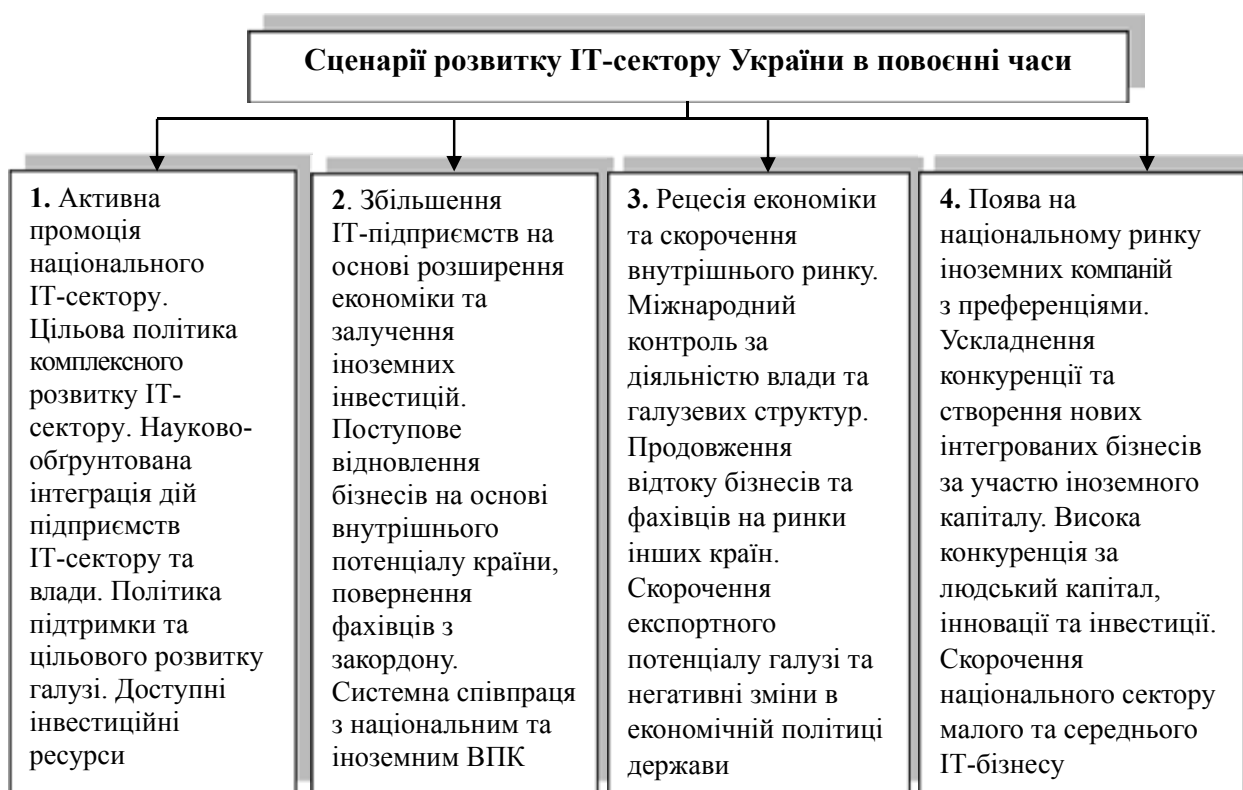 Сценарії розвитку ІТ-сектору України в повоєнні часи
1. Активна
промоція
національного
ІТ-сектору.
Цільова політика
комплексного
розвитку ІТ-
сектору. Науково-
обґрунтована
інтеграція дій
підприємств
ІТ-сектору та
влади. Політика
підтримки та
цільового розвитку
галузі. Доступні
інвестиційні
ресурси
2. Збільшення
ІТ-підприємств на
основі розширення
економіки та
залучення
іноземних
інвестицій.
Поступове
відновлення
бізнесів на основі
внутрішнього
потенціалу країни,
повернення
фахівців з
закордону.
Системна співпраця
з національним та
іноземним ВПК
3. Рецесія економіки
та скорочення
внутрішнього ринку.
Міжнародний
контроль за
діяльністю влади та
галузевих структур.
Продовження
відтоку бізнесів та
фахівців на ринки
інших країн.
Скорочення
експортного
потенціалу галузі та
негативні зміни в
економічній політиці
держави
4. Поява на
національному ринку
іноземних компаній
з преференціями.
Ускладнення
конкуренції та
створення нових
інтегрованих бізнесів
за участю іноземного
капіталу. Висока
конкуренція за
людський капітал,
інновації та інвестиції.
Скорочення
національного сектору
малого та середнього
ІТ-бізнесу